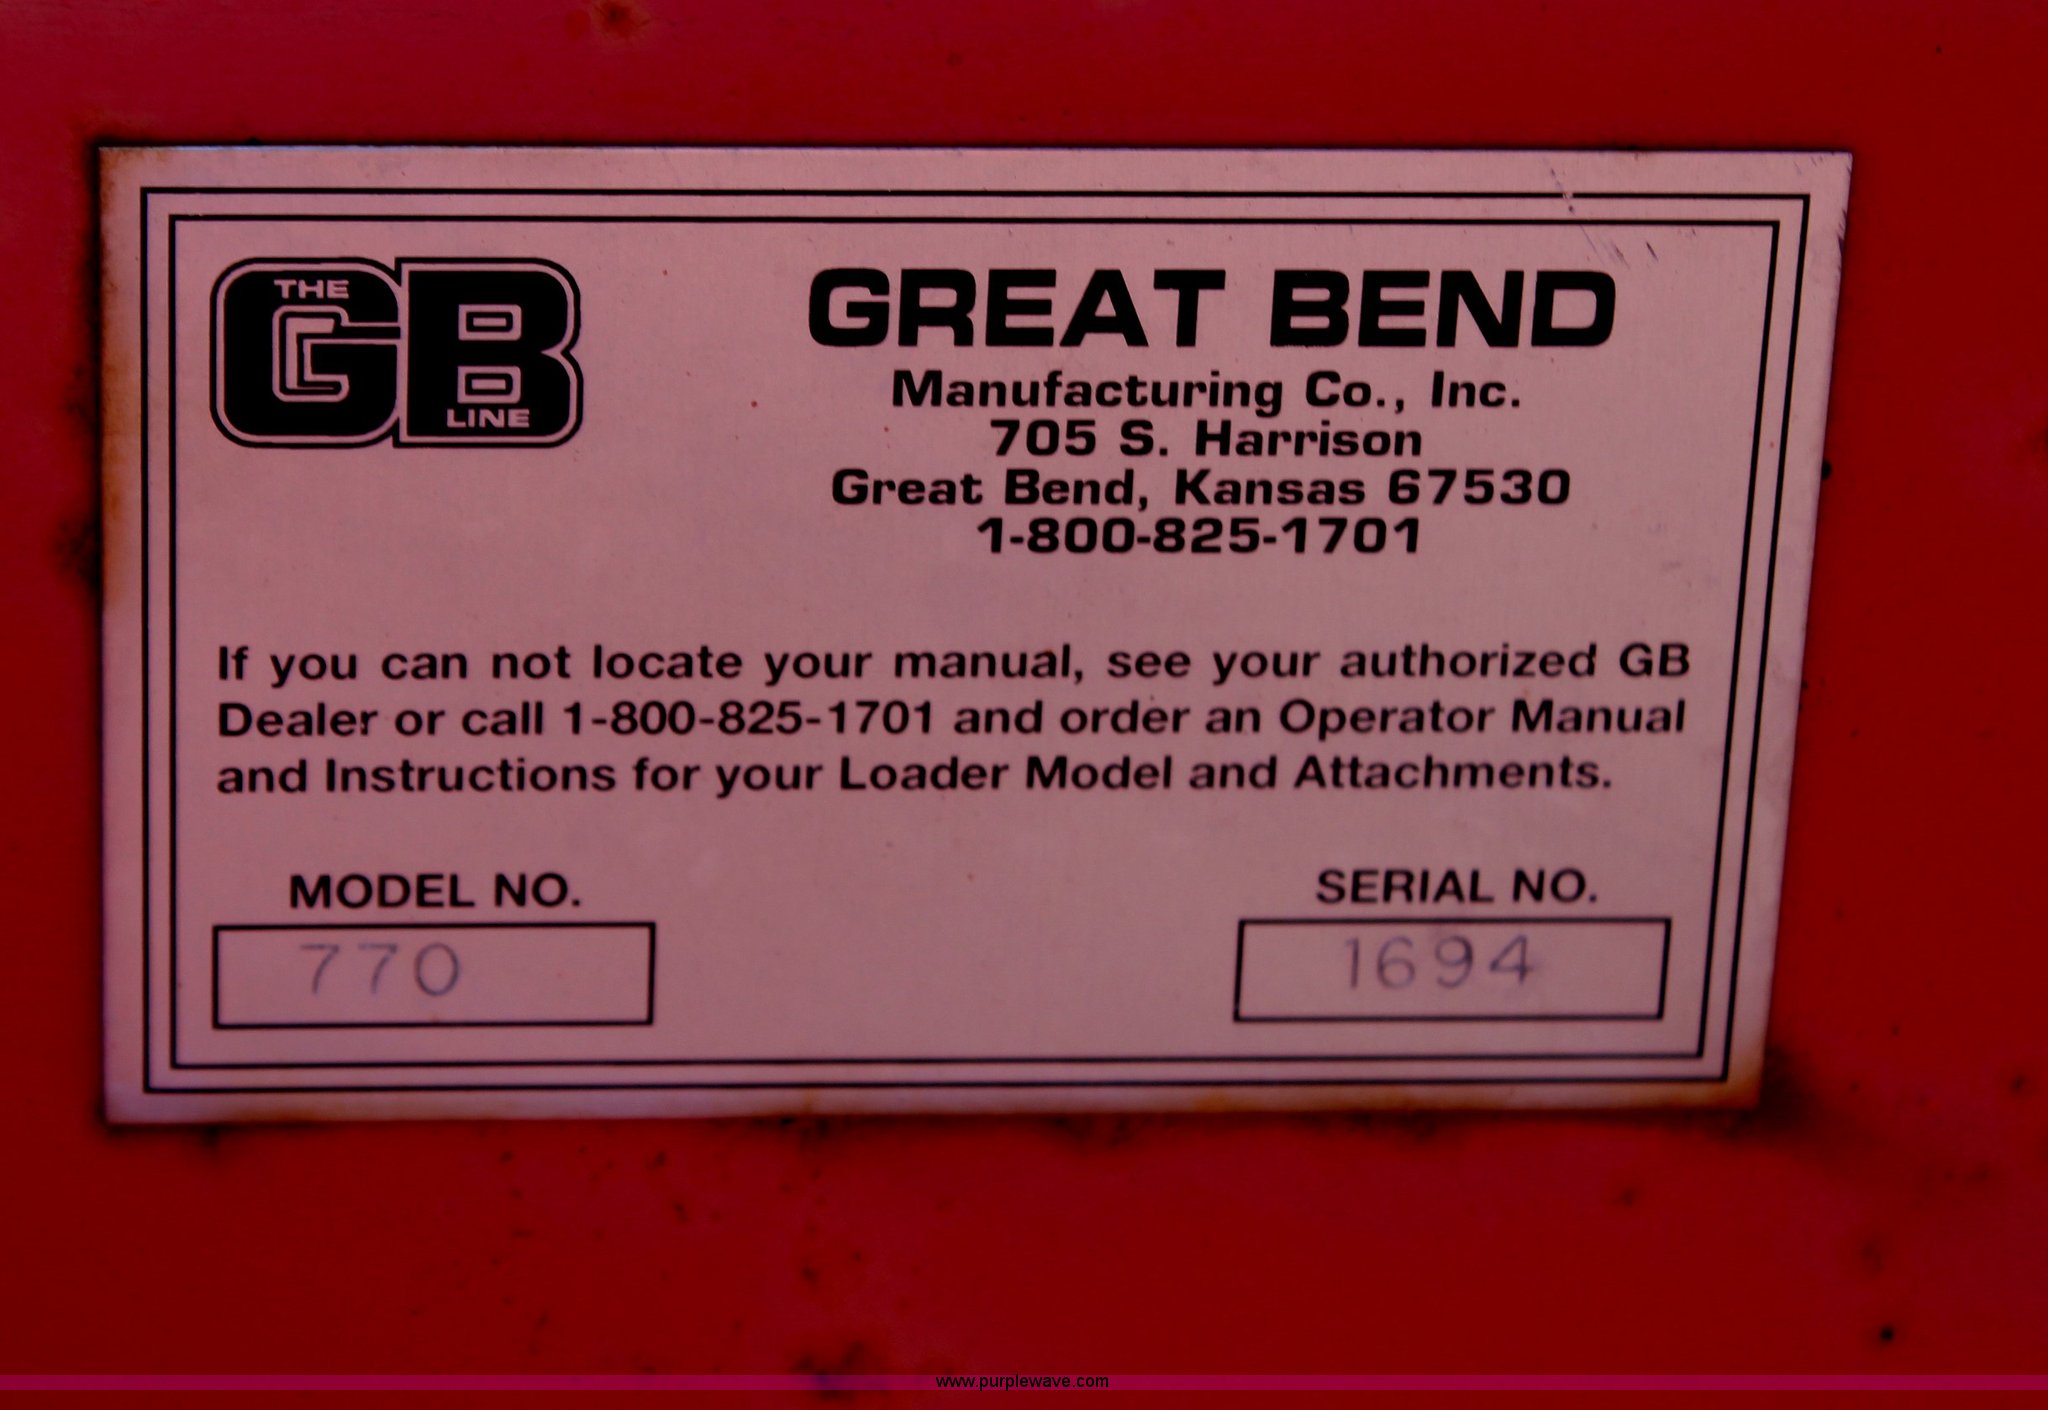 THE
GB
LINE
GREAT BEND
Manufacturing Co., Inc.
705 S. Harrison
Great Bend, Kansas 67530
1-800-825-1701
If you can not locate your manual, see your authorized GB
Dealer or call 1-800-825-1701 and order an Operator Manual
and Instructions for your Loader Model and Attachments.
MODEL NO.
770
SERIAL NO.
1694
www.purplewave.com